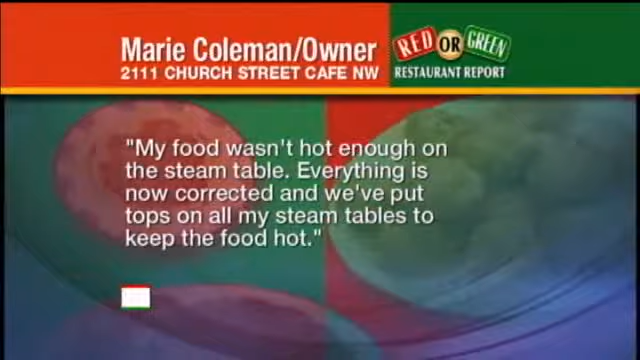 Marie Coleman/Owner
2111 CHURCH STREET CAFE NW
RED OR GREEN
RESTAURANT REPORT
"My food wasn't hot enough on
the steam table. Everything is
now corrected and we've put
tops on all my steam tables to
keep the food hot."